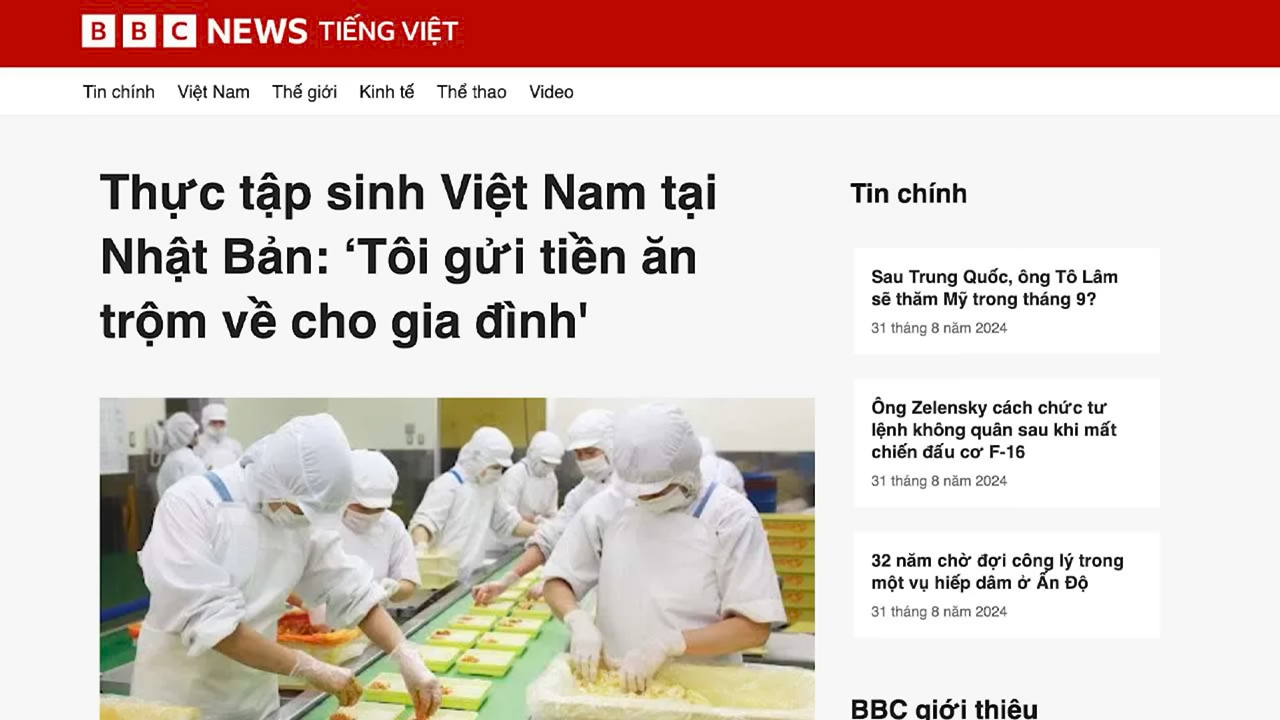 BBC NEWS TIẾNG VIỆT
Tin chính Việt Nam Thế giới Kinh tế Thể thao Video
Thực tập sinh Việt Nam tại
Nhật Bản: ‘Tôi gửi tiền ăn
trộm về cho gia đình'
Tin chính
Sau Trung Quốc, ông Tô Lâm
sẽ thăm Mỹ trong tháng 9?
31 tháng 8 năm 2024
Ông Zelensky cách chức tư
lệnh không quân sau khi mất
chiến đấu cơ F-16
31 tháng 8 năm 2024
32 năm chờ đợi công lý trong
một vụ hiếp dâm ở Ấn Độ
31 tháng 8 năm 2024
BBC giới thiệu